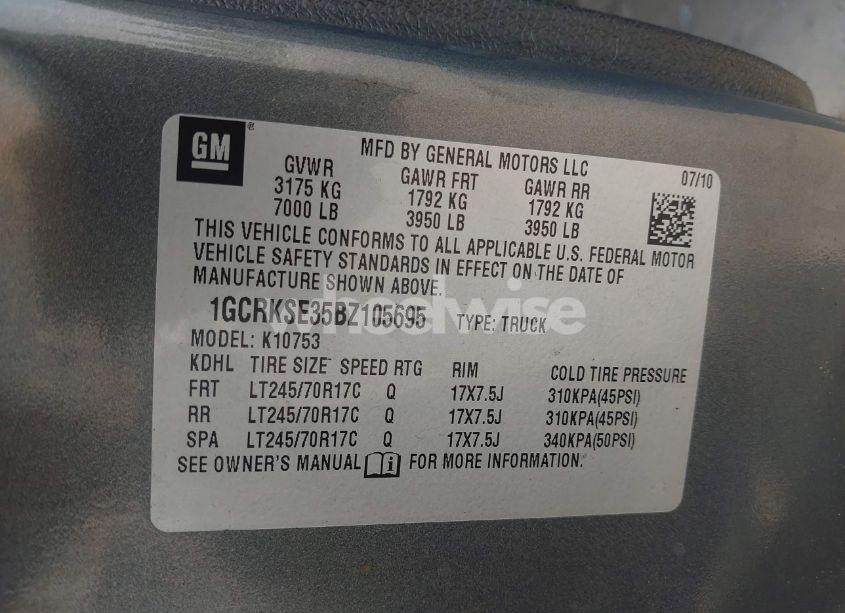 GM
MFD BY GENERAL MOTORS LLC
07/10
GVWR GAWR FRT GAWR RR
3175 KG 1792 KG 1792 KG
7000 LB 3950 LB 3950 LB
THIS VEHICLE CONFORMS TO ALL APPLICABLE U.S. FEDERAL MOTOR
VEHICLE SAFETY STANDARDS IN EFFECT ON THE DATE OF
MANUFACTURE SHOWN ABOVE.
1GCRKSE35BZ105695 TYPE: TRUCK
wheelwise
MODEL: K10753
KDHL TIRE SIZE SPEED RTG RIM COLD TIRE PRESSURE
FRT LT245/70R17C Q 17X7.5J 310KPA(45PSI)
RR LT245/70R17C Q 17X7.5J 310KPA(45PSI)
SPA LT245/70R17C Q 17X7.5J 340KPA(50PSI)
SEE OWNER'S MANUAL i FOR MORE INFORMATION.